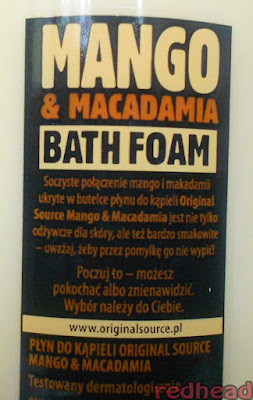 MANGO
& MACADAMIA
BATH FOAM
Soczyste połączenie mango i makadamii
ukryte w butelce płynu do kąpieli Original
Source Mango & Macadamia jest nie tylko
odżywcze dla skóry, ale też bardzo smakowite
– uważaj, żeby przez pomyłkę go nie wypić!
Poczuj to – możesz
pokochać albo znienawidzić.
Wybór należy do Ciebie.
www.originalsource.pl
PŁYN DO KĄPIELI ORIGINAL SOURCE
MANGO & MACADAMIA
Testowany dermatologicznie
redhead